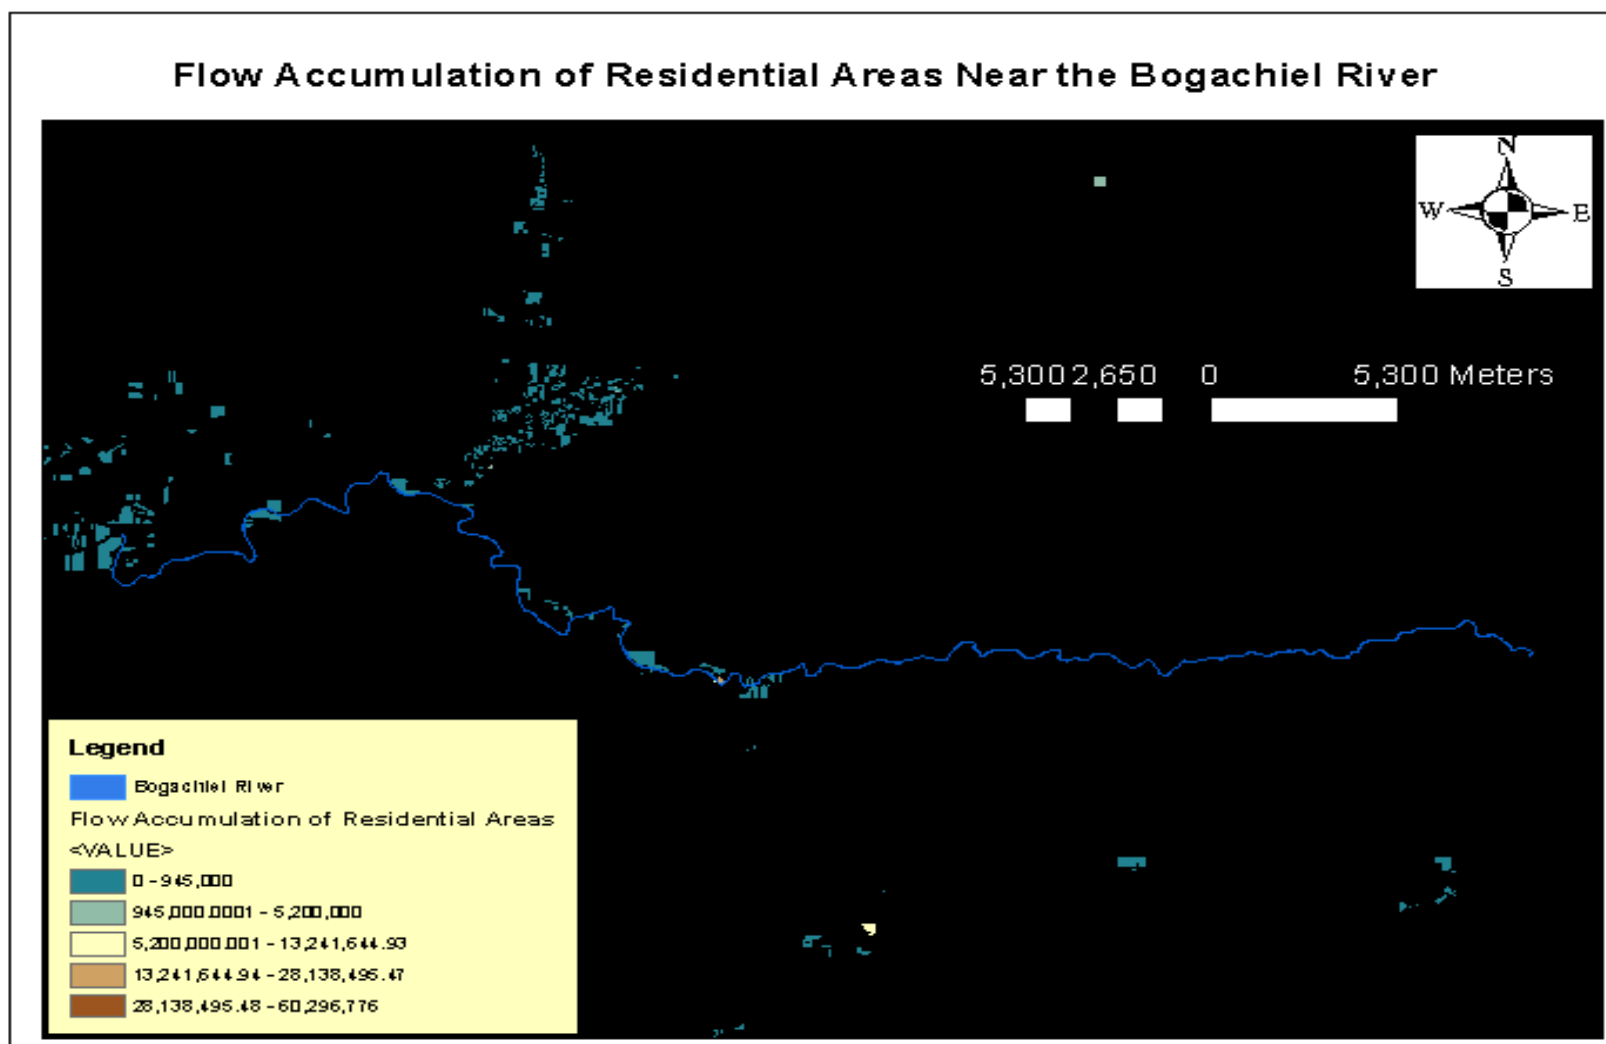 Flow Accumulation of Residential Areas Near the Bogachiel River
N
W E
S
5,300 2,650 0 5,300 Meters
Legend
Bogachiel River
Flow Accumulation of Residential Areas
<VALUE>
0 - 945,000
945,000.0001 - 5,200,000
5,200,000.001 - 13,241,644.93
13,241,644.94 - 28,138,495.47
28,138,495.48 - 60,296,776